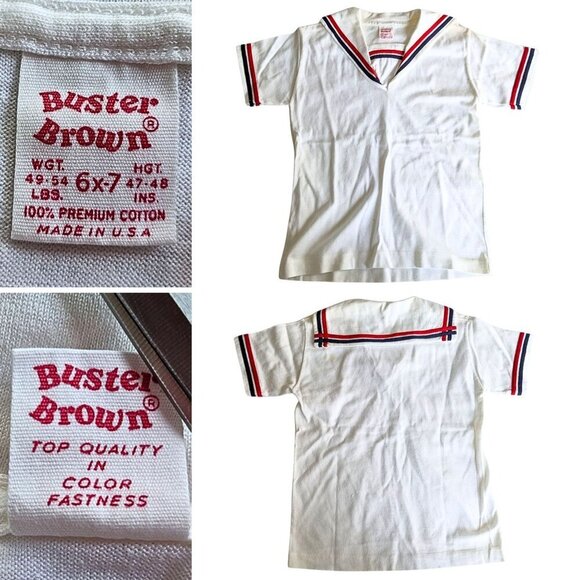 Buster
Brown®
WGT. HGT
49-54 6x-7 47-48
LBS. INS.
100% PREMIUM COTTON
MADE IN U.S.A
Buster
Brown®
TOP QUALITY
IN
COLOR
FASTNESS